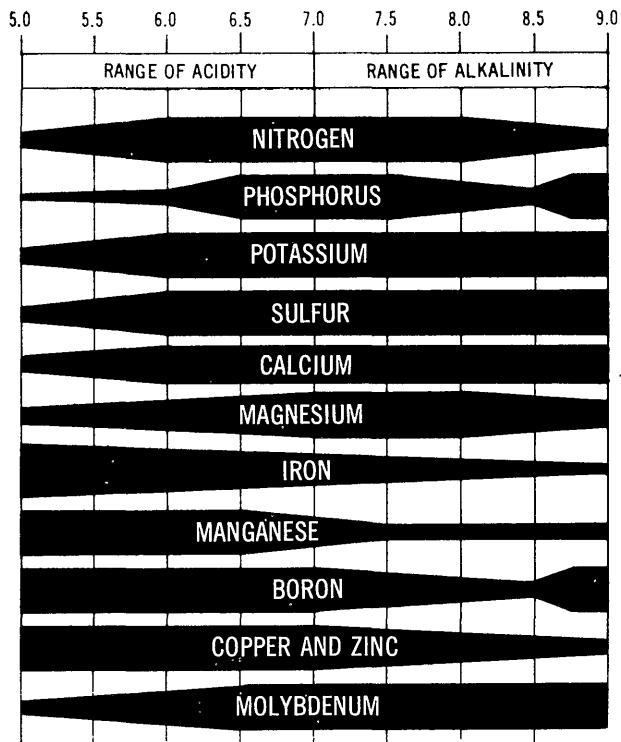 5.0 5.5 6.0 6.5 7.0 7.5 8.0 8.5 9.0
RANGE OF ACIDITY RANGE OF ALKALINITY
NITROGEN
PHOSPHORUS
POTASSIUM
SULFUR
CALCIUM
MAGNESIUM
IRON
MANGANESE
BORON
COPPER AND ZINC
MOLYBDENUM